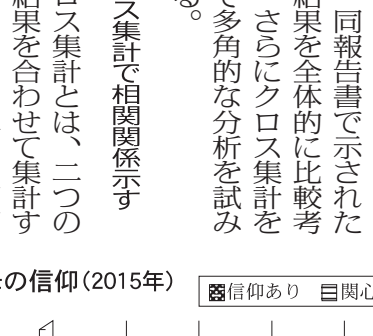 同報告書で示された
結果を全体的に比較考
さらにクロス集計を
で多角的な分析を試み
る。
ス集計で相関関係示す
ロス集計とは、二つの
結果を合わせて集計す
の信仰(2015年)
信仰あり 関心